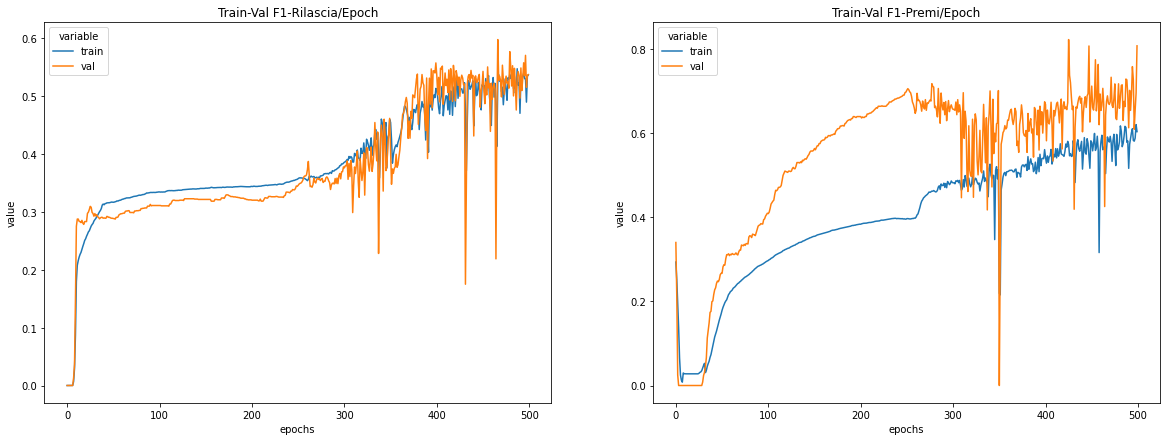 Train-Val F1-Rilascia/Epoch
variable
train
val
0.6
0.5
0.4
0.3
0.2
0.1
0.0
value
0
100
200
300
400
500
epochs
Train-Val F1-Premi/Epoch
variable
train
val
0.8
0.6
0.4
0.2
0.0
value
0
100
200
300
400
500
epochs